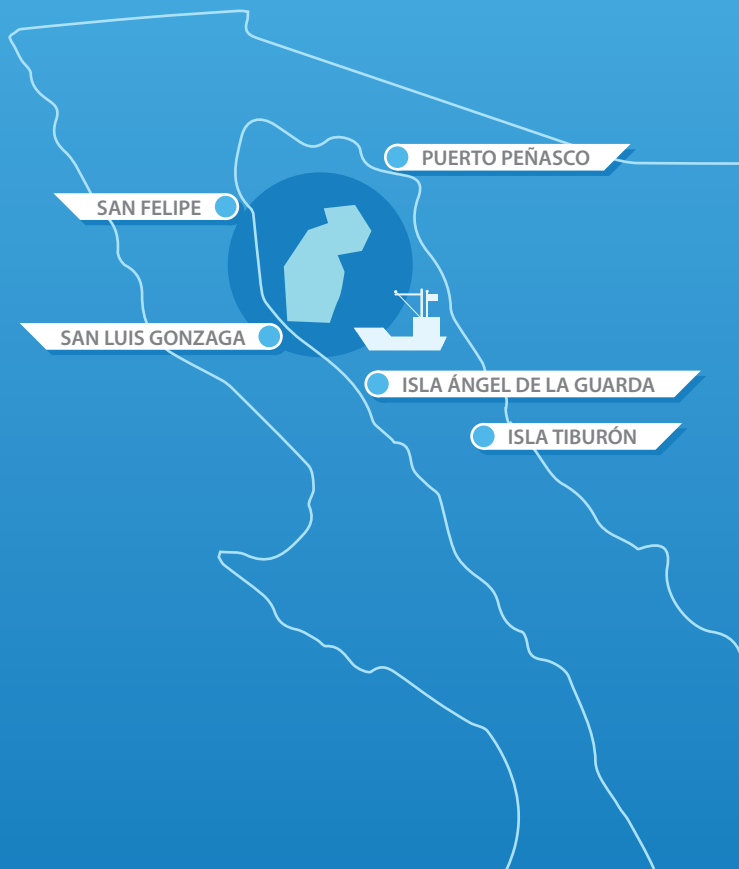 PUERTO PEÑASCO
SAN FELIPE
SAN LUIS GONZAGA
ISLA ÁNGEL DE LA GUARDA
ISLA TIBURÓN